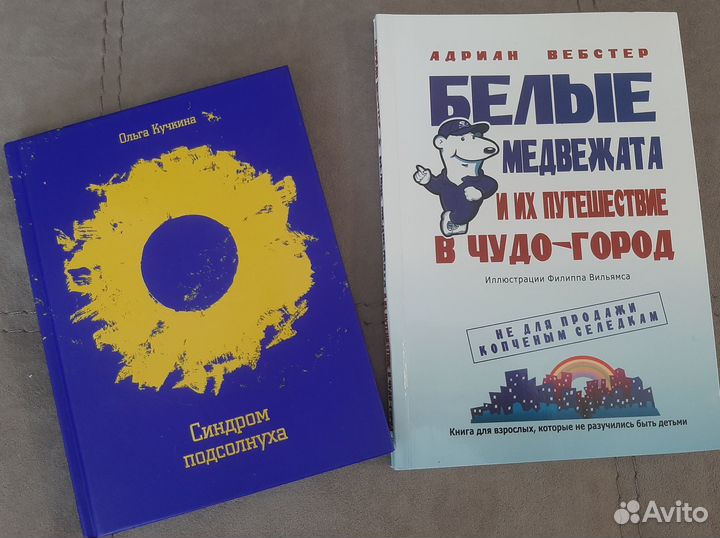 Ольга Кучкина
Синдром
подсолнуха
АДРИАН ВЕБСТЕР
БЕЛЫЕ
МЕДВЕЖАТА
И ИХ ПУТЕШЕСТВИЕ
В ЧУДО-ГОРОД
Иллюстрации Филиппа Вильямса
НЕ ДЛЯ ПРОДАЖИ
КОПЧЕНЫМ СЕЛЕДКАМ
Книга для взрослых, которые не разучились быть детьми
Avito